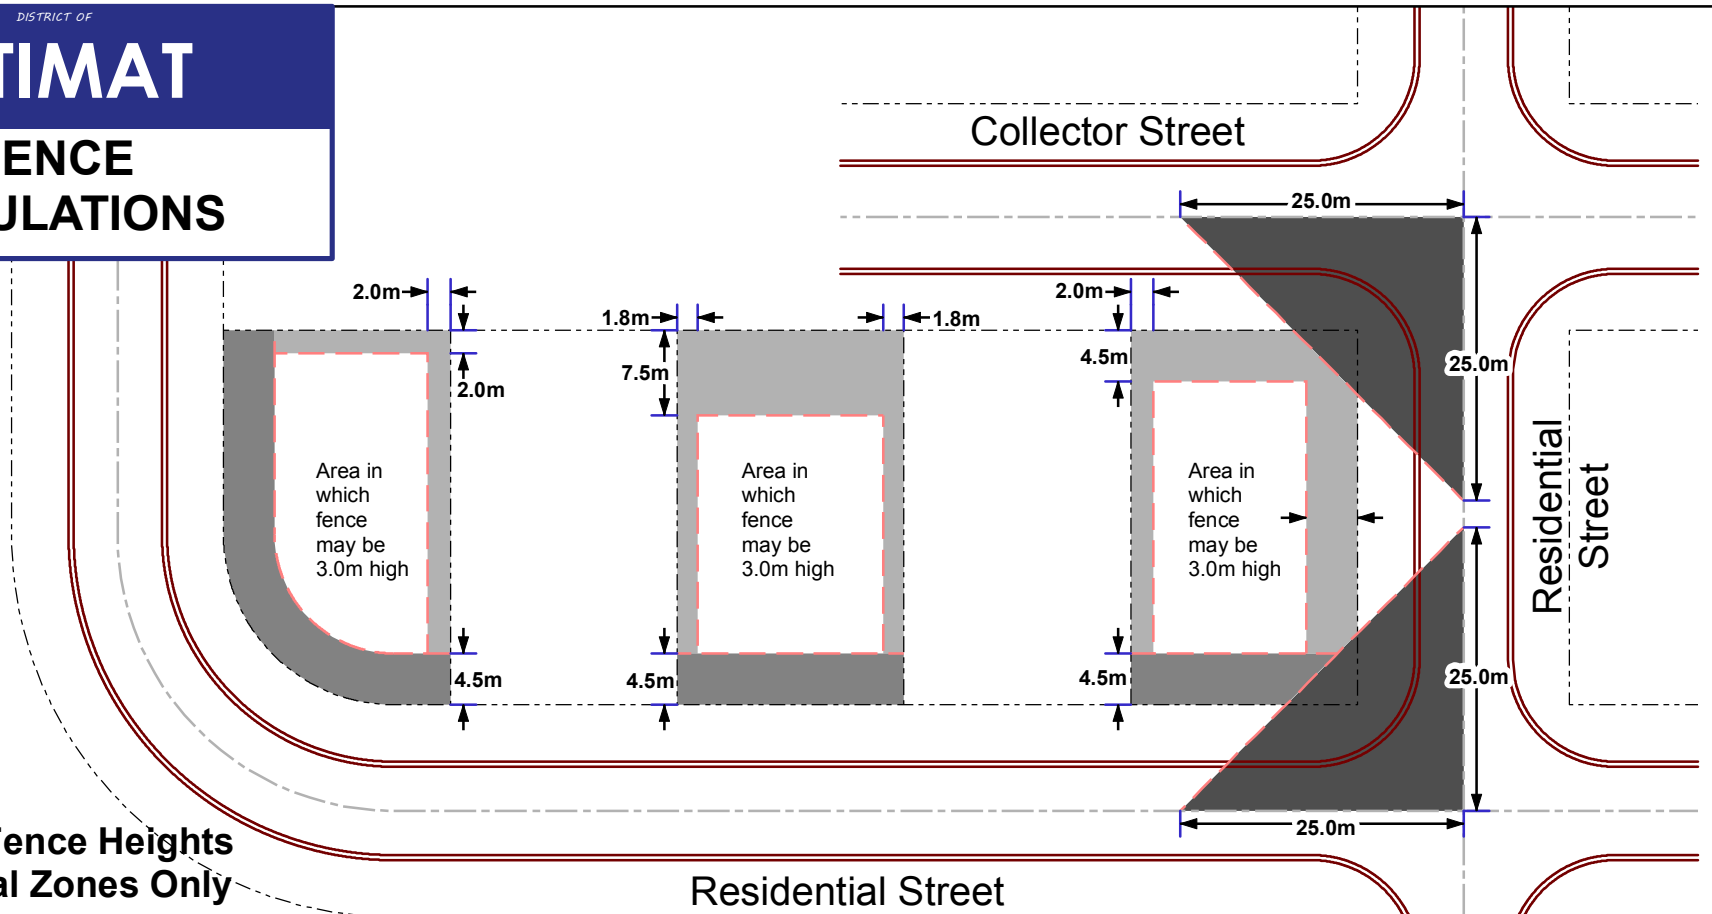 DISTRICT OF
TIMAT
ENCE
ULATIONS
Collector Street
25.0m
2.0m
2.0m
1.8m
1.8m
2.0m
4.5m
7.5m
2.0m
25.0m
Area in
which
fence
may be
3.0m high
Area in
which
fence
may be
3.0m high
Area in
which
fence
may be
3.0m high
Residential
Street
4.5m
4.5m
4.5m
25.0m
25.0m
ence Heights
al Zones Only
Residential Street